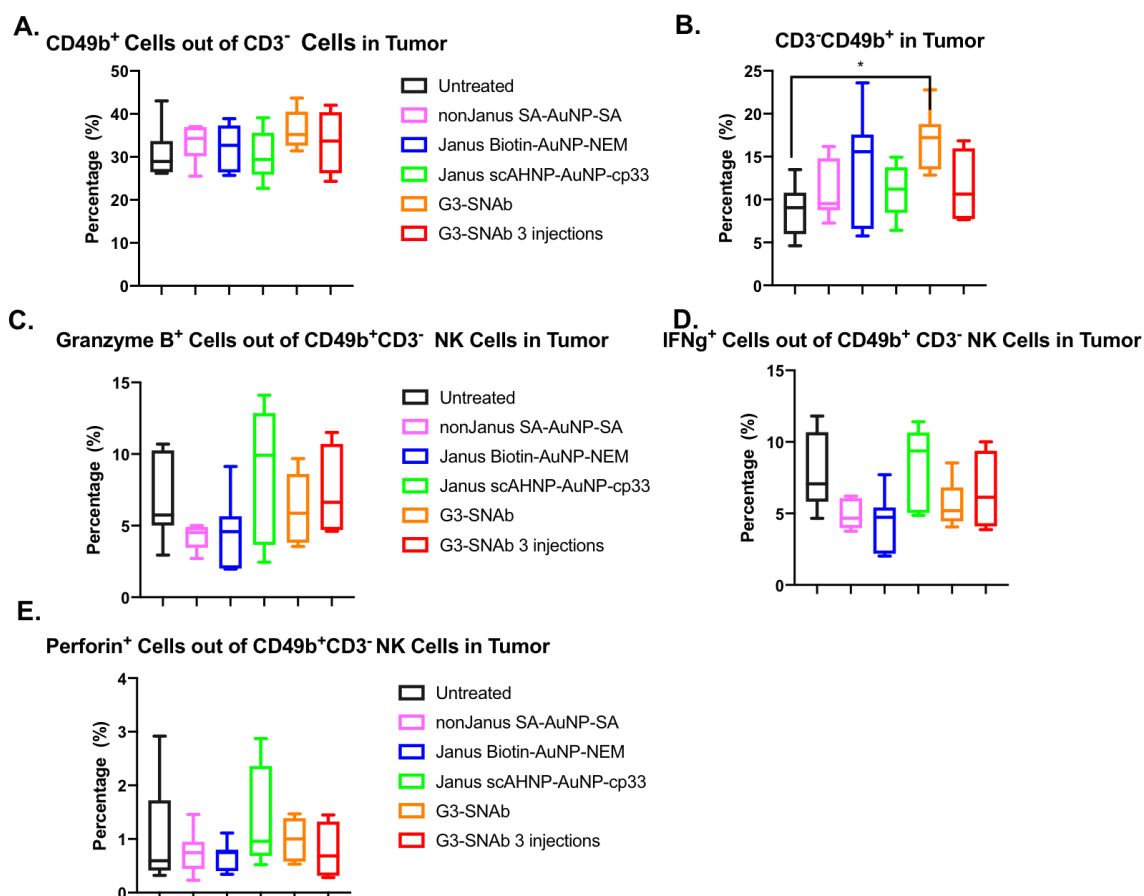 A.
CD49b⁺ Cells out of CD3⁻ Cells in Tumor
50
40
30
20
10
0
Percentage (%)
Untreated
nonJanus SA-AuNP-SA
Janus Biotin-AuNP-NEM
Janus scAHNP-AuNP-cp33
G3-SNAb
G3-SNAb 3 injections
B.
CD3⁻CD49b⁺ in Tumor
25
20
15
10
5
0
Percentage (%)
*
C.
Granzyme B⁺ Cells out of CD49b⁺CD3⁻ NK Cells in Tumor
15
10
5
0
Percentage (%)
Untreated
nonJanus SA-AuNP-SA
Janus Biotin-AuNP-NEM
Janus scAHNP-AuNP-cp33
G3-SNAb
G3-SNAb 3 injections
D.
IFNg⁺ Cells out of CD49b⁺ CD3⁻ NK Cells in Tumor
15
10
5
0
Percentage (%)
E.
Perforin⁺ Cells out of CD49b⁺CD3⁻ NK Cells in Tumor
4
3
2
1
0
Percentage (%)
Untreated
nonJanus SA-AuNP-SA
Janus Biotin-AuNP-NEM
Janus scAHNP-AuNP-cp33
G3-SNAb
G3-SNAb 3 injections